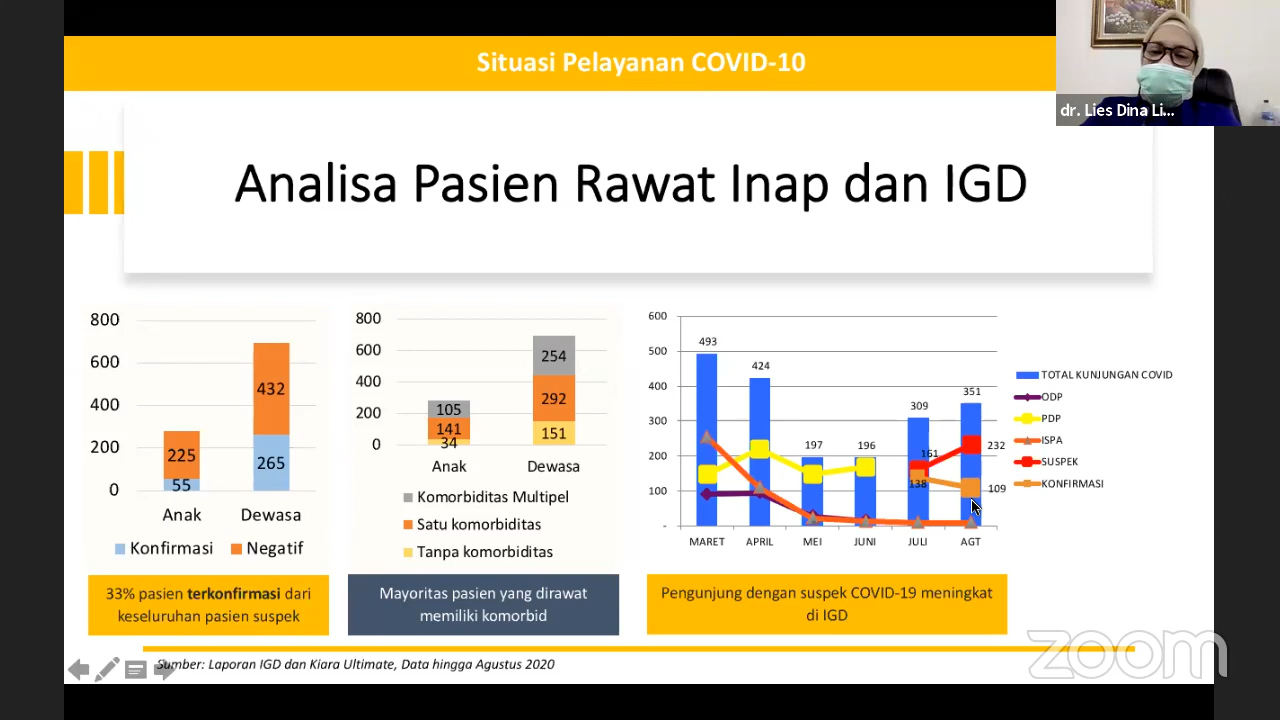 Situasi Pelayanan COVID-10
dr. Lies Dina Li...
Analisa Pasien Rawat Inap dan IGD
800
600
400
200
0
432
265
225
55
Anak
Dewasa
Konfirmasi
Negatif
33% pasien terkonfirmasi dari
keseluruhan pasien suspek
800
600
400
200
0
105
141
34
254
292
151
Anak
Dewasa
Komorbiditas Multipel
Satu komorbiditas
Tanpa komorbiditas
Mayoritas pasien yang dirawat
memiliki komorbid
600
500
400
300
200
100
-
493
424
197
196
309
351
161
138
232
109
MARET
APRIL
MEI
JUNI
JULI
AGT
TOTAL KUNJUNGAN COVID
ODP
PDP
ISPA
SUSPEK
KONFIRMASI
Pengunjung dengan suspek COVID-19 meningkat
di IGD
Sumber: Laporan IGD dan Kiara Ultimate, Data hingga Agustus 2020
zoom